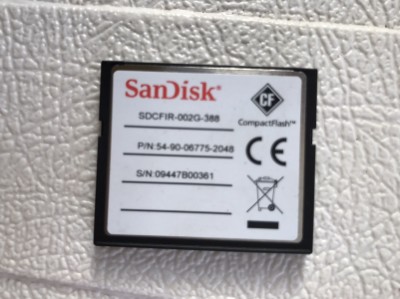 SanDisk®
SDCFIR-002G-388
CF
CompactFlash™
P/N:54-90-06775-2048
CE
S/N:09447B00361